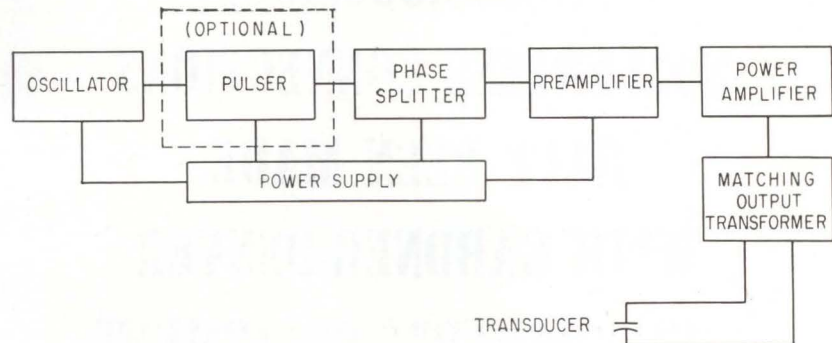 (OPTIONAL)
OSCILLATOR
PULSER
PHASE
SPLITTER
PREAMPLIFIER
POWER
AMPLIFIER
POWER SUPPLY
MATCHING
OUTPUT
TRANSFORMER
TRANSDUCER